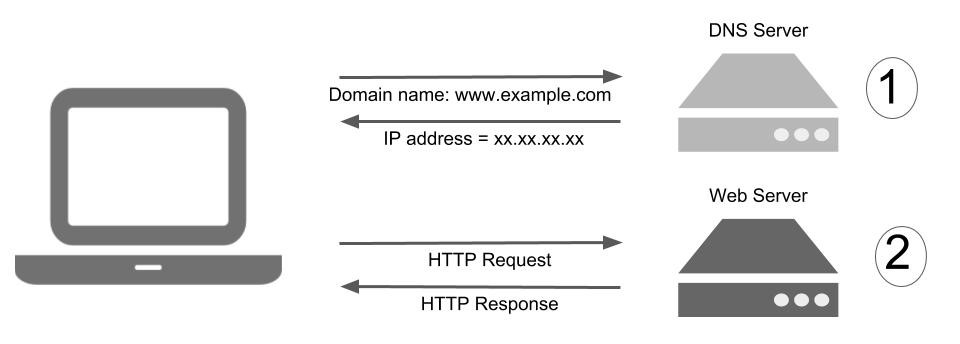 DNS Server
1
Domain name: www.example.com
IP address = xx.xx.xx.xx
Web Server
2
HTTP Request
HTTP Response